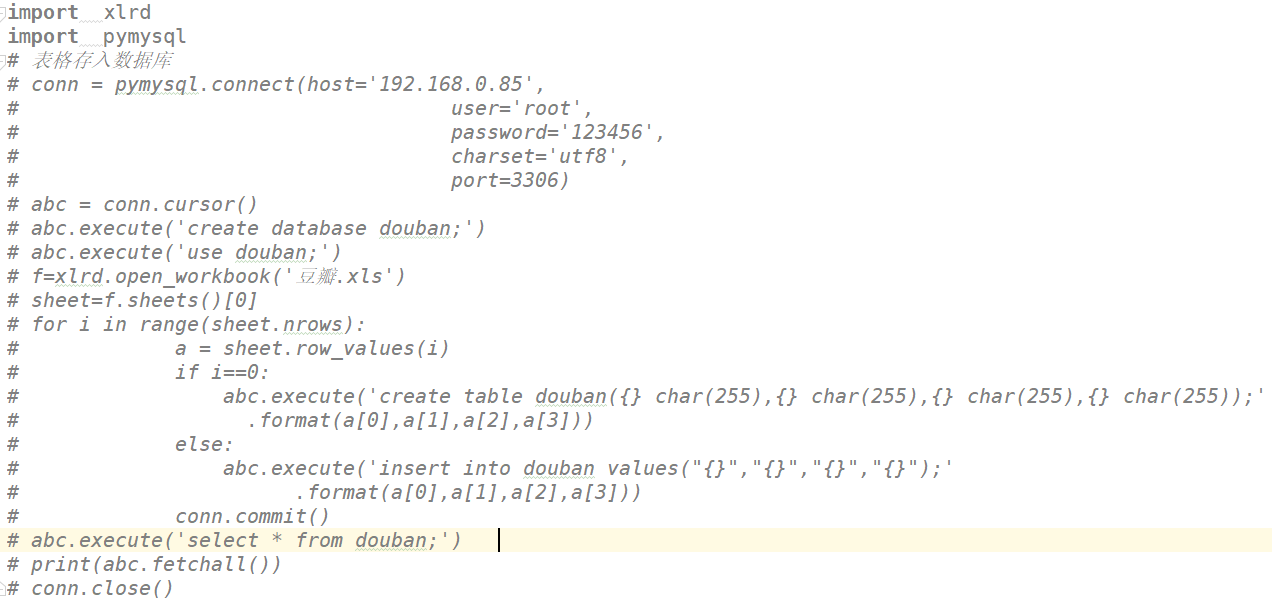 import  xlrd
import  pymysql
# 表格存入数据库
# conn = pymysql.connect(host='192.168.0.85',
#                                    user='root',
#                                    password='123456',
#                                    charset='utf8',
#                                    port=3306)
# abc = conn.cursor()
# abc.execute('create database douban;')
# abc.execute('use douban;')
# f=xlrd.open_workbook('豆瓣.xls')
# sheet=f.sheets()[0]
# for i in range(sheet.nrows):
#             a = sheet.row_values(i)
#             if i==0:
#                 abc.execute('create table douban({} char(255),{} char(255),{} char(255),{} char(255));'
#                   .format(a[0],a[1],a[2],a[3]))
#             else:
#                 abc.execute('insert into douban values("{}","{}","{}","{}");'
#                       .format(a[0],a[1],a[2],a[3]))
#             conn.commit()
# abc.execute('select * from douban;')
# print(abc.fetchall())
# conn.close()